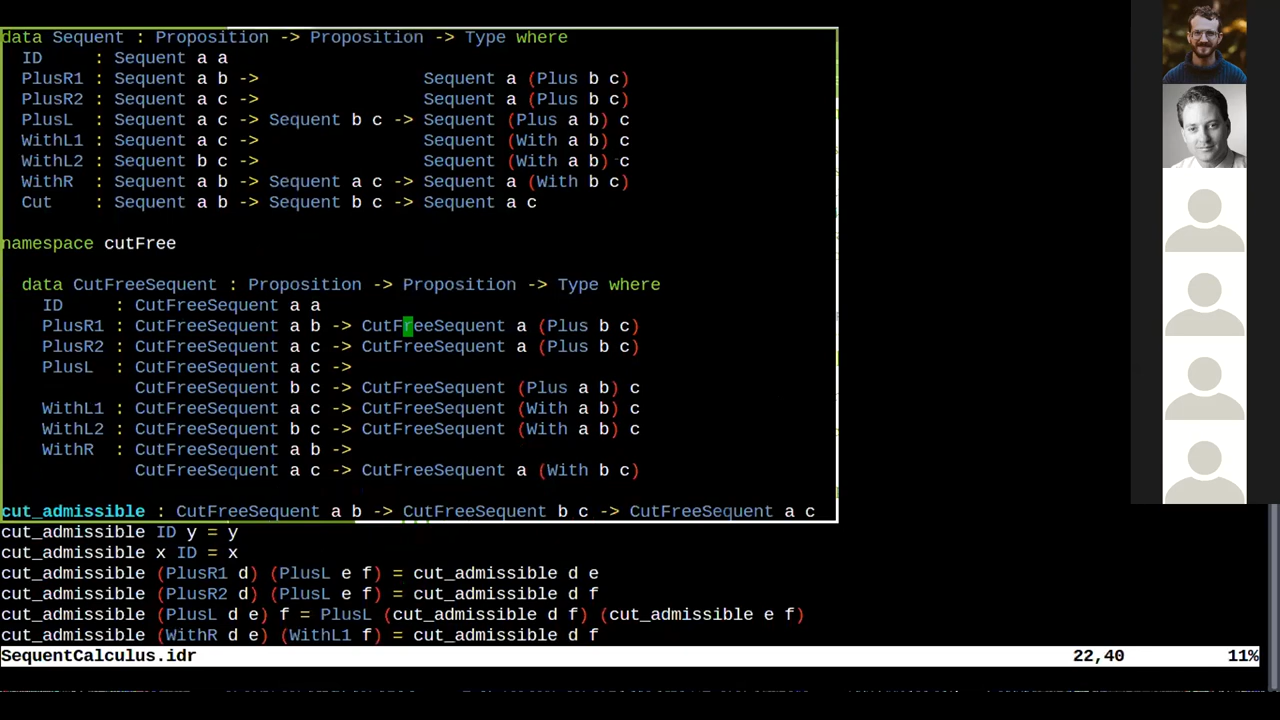 data Sequent : Proposition -> Proposition -> Type where
  ID     : Sequent a a
  PlusR1 : Sequent a b ->                Sequent a (Plus b c)
  PlusR2 : Sequent a c ->                Sequent a (Plus b c)
  PlusL  : Sequent a c -> Sequent b c -> Sequent (Plus a b) c
  WithL1 : Sequent a c ->                Sequent (With a b) c
  WithL2 : Sequent b c ->                Sequent (With a b) c
  WithR  : Sequent a b -> Sequent a c -> Sequent a (With b c)
  Cut    : Sequent a b -> Sequent b c -> Sequent a c
namespace cutFree
  data CutFreeSequent : Proposition -> Proposition -> Type where
    ID     : CutFreeSequent a a
    PlusR1 : CutFreeSequent a b -> CutFreeSequent a (Plus b c)
    PlusR2 : CutFreeSequent a c -> CutFreeSequent a (Plus b c)
    PlusL  : CutFreeSequent a c ->
             CutFreeSequent b c -> CutFreeSequent (Plus a b) c
    WithL1 : CutFreeSequent a c -> CutFreeSequent (With a b) c
    WithL2 : CutFreeSequent b c -> CutFreeSequent (With a b) c
    WithR  : CutFreeSequent a b ->
             CutFreeSequent a c -> CutFreeSequent a (With b c)
cut_admissible : CutFreeSequent a b -> CutFreeSequent b c -> CutFreeSequent a c
cut_admissible ID y = y
cut_admissible x ID = x
cut_admissible (PlusR1 d) (PlusL e f) = cut_admissible d e
cut_admissible (PlusR2 d) (PlusL e f) = cut_admissible d f
cut_admissible (PlusL d e) f = PlusL (cut_admissible d f) (cut_admissible e f)
cut_admissible (WithR d e) (WithL1 f) = cut_admissible d f
SequentCalculus.idr 22,40 11%